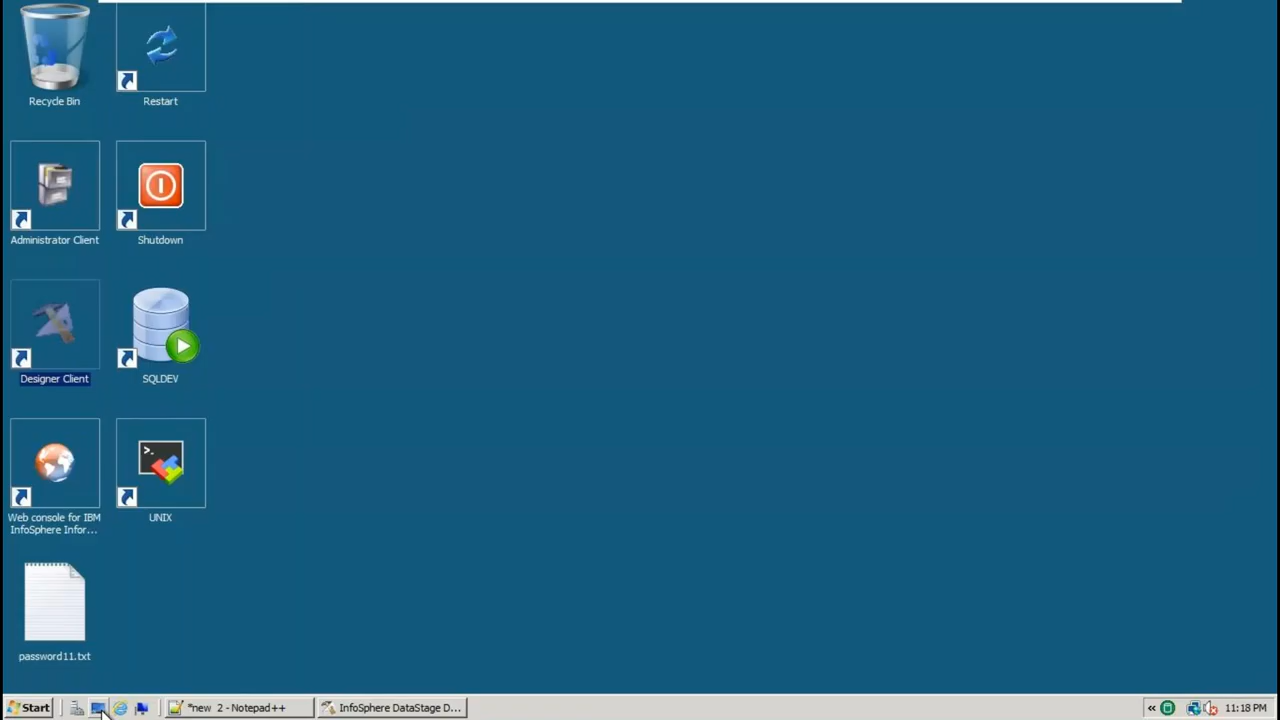 Recycle Bin
Restart
Administrator Client
Shutdown
Designer Client
SQLDEV
Web console for IBM
InfoSphere Infor...
UNIX
>_
password11.txt
Start
*new 2 - Notepad++
InfoSphere DataStage D...
«
11:18 PM